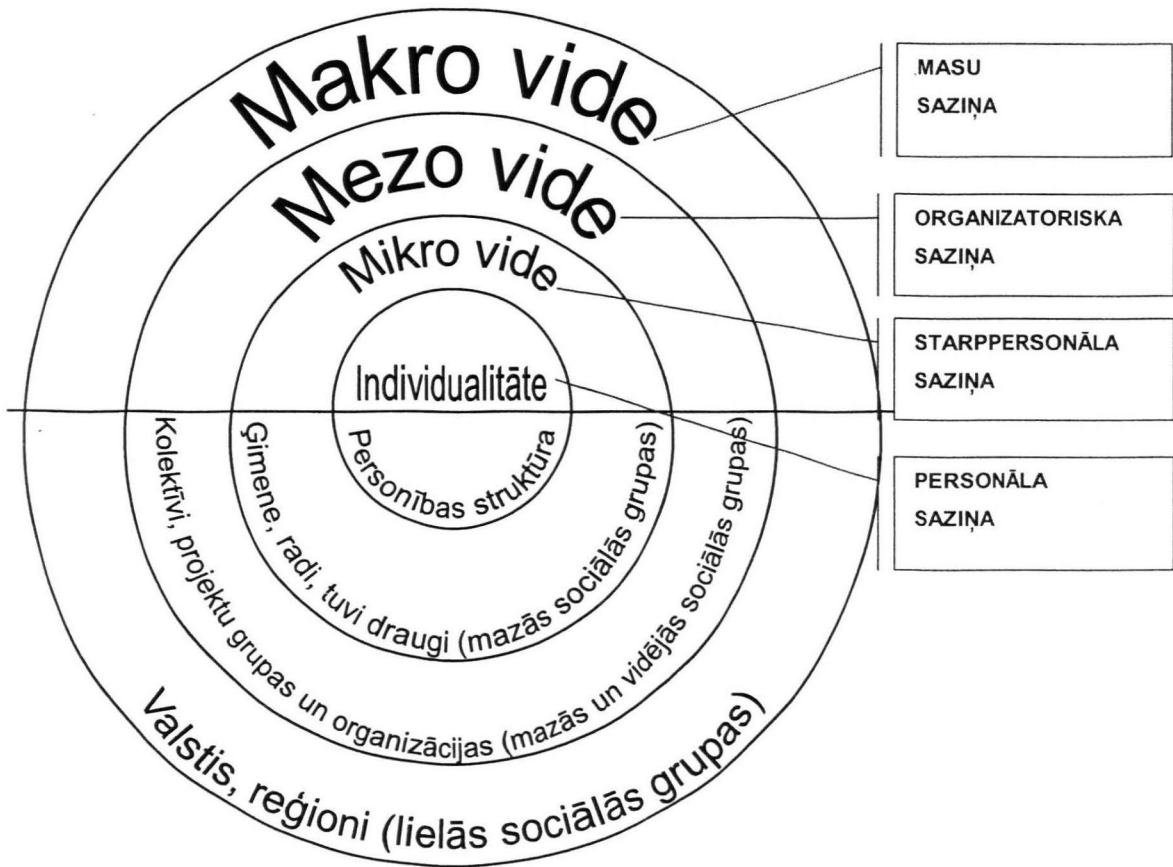 Makro vide
Mezo vide
Mikro vide
Individualitāte
Personības struktūra
Ģimene, radi, tuvi draugi (mazās sociālās grupas)
Kolektīvi, projektu grupas un organizācijas (mazās un vidējās sociālās grupas)
Valstis, reģioni (lielās sociālās grupas)
MASU
SAZIŅA
ORGANIZATORISKA
SAZIŅA
STARPPERSONĀLA
SAZIŅA
PERSONĀLA
SAZIŅA